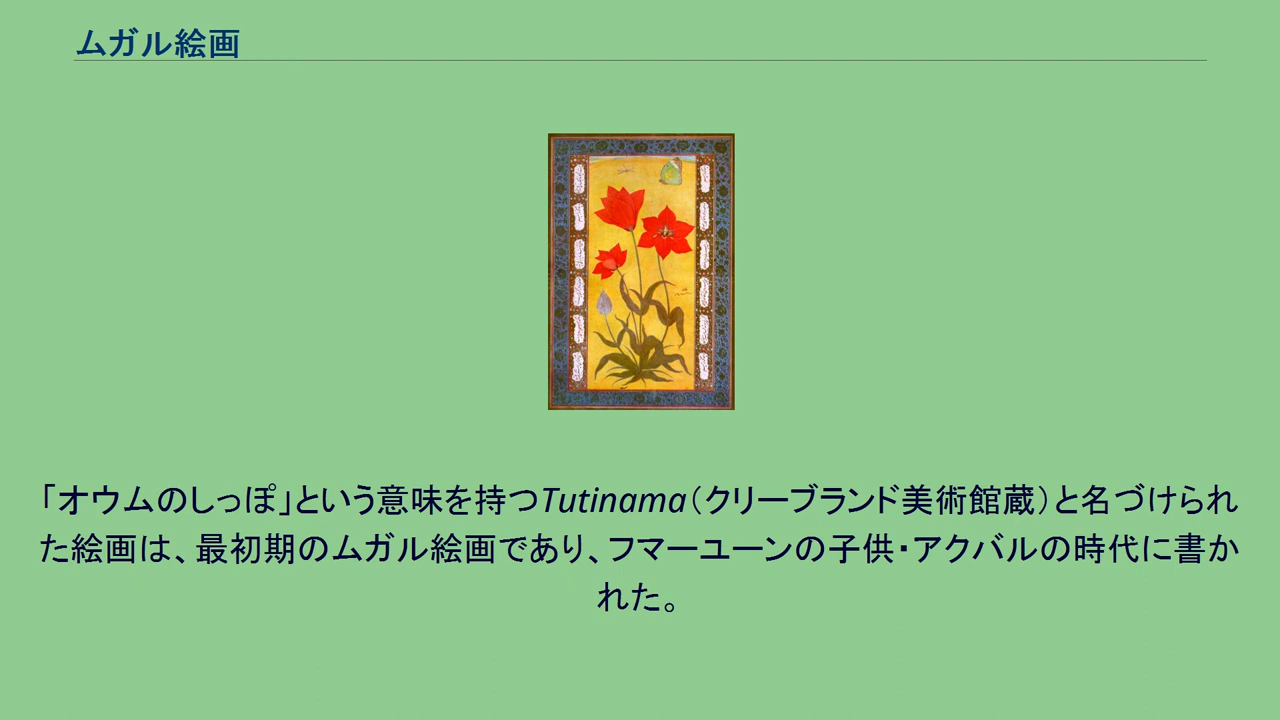 ムガル絵画
「オウムのしっぽ」という意味を持つTutinama（クリーブランド美術館蔵）と名づけられ
た絵画は、最初期のムガル絵画であり、フマーユーンの子供・アクバルの時代に書か
れた。